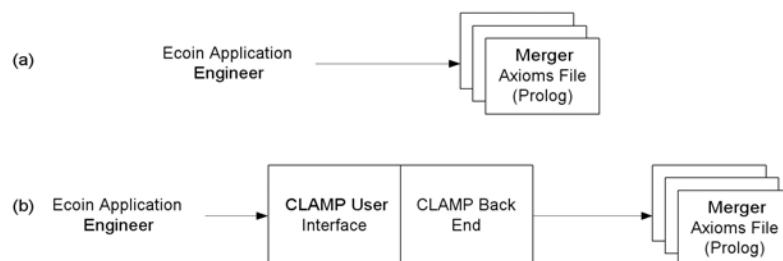 (a)
Ecoin Application
Engineer
Merger
Axioms File
(Prolog)
(b)
Ecoin Application
Engineer
CLAMP User
Interface
CLAMP Back
End
Merger
Axioms File
(Prolog)